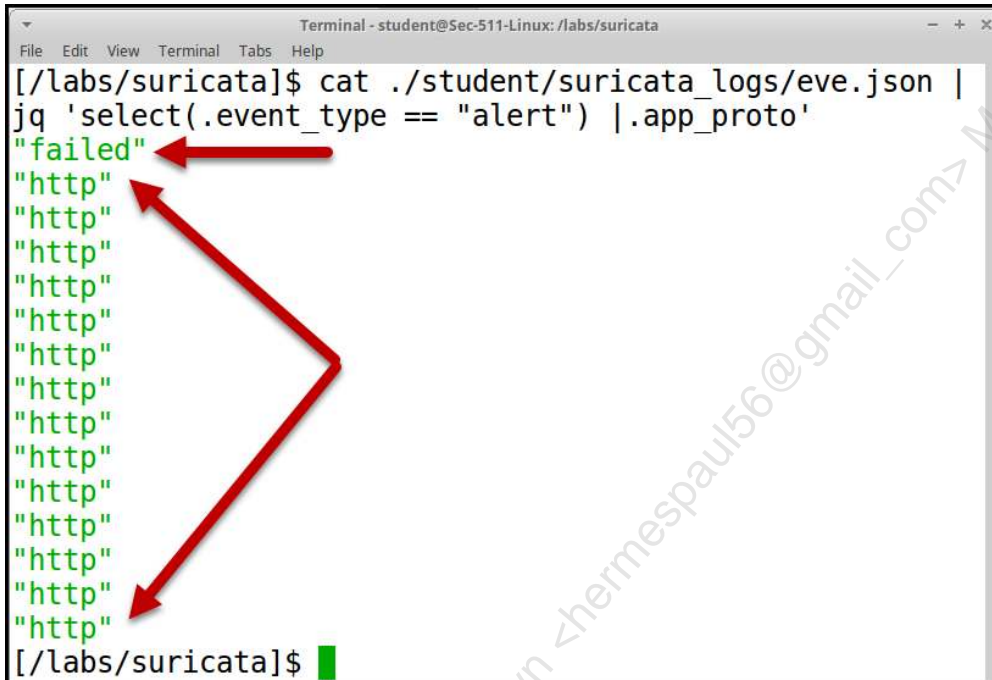 Terminal - student@Sec-511-Linux: /labs/suricata
File Edit View Terminal Tabs Help
[/labs/suricata]$ cat ./student/suricata_logs/eve.json |
jq 'select(.event_type == "alert") |.app_proto'
"failed"
"http"
"http"
"http"
"http"
"http"
"http"
"http"
"http"
"http"
"http"
"http"
"http"
"http"
"http"
[/labs/suricata]$
<hermespaul56@gmail_com>